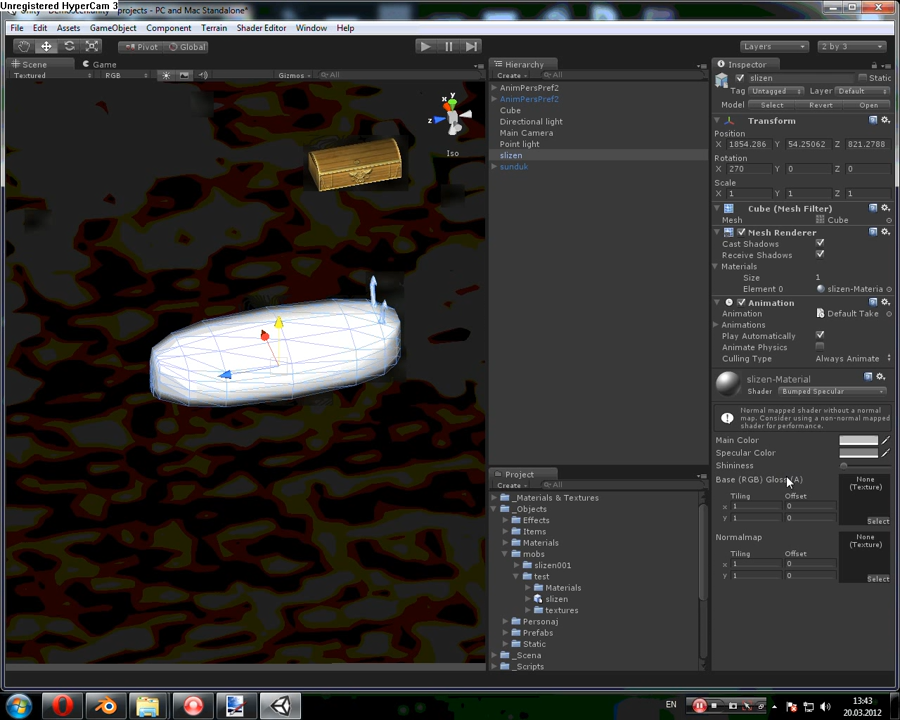 Unregistered HyperCam 3
projects - PC and Mac Standalone*
File Edit Assets GameObject Component Terrain Shader Editor Window Help
Pivot Global Layers 2 by 3
Scene Game
Textured RGB Gizmos All
y
x
z
Iso
Hierarchy
Create All
AnimPersPref2
AnimPersPref2
Cube
Directional light
Main Camera
Point light
slizen
sunduk
Project
Create All
_Materials & Textures
_Objects
Effects
Items
Materials
mobs
slizen001
test
Materials
slizen
textures
Personaj
Prefabs
Static
_Scena
_Scripts
Inspector
slizen Static
Tag Untagged Layer Default
Model Select Revert Open
Transform
Position
X 1854.286 Y 54.25062 Z 821.2788
Rotation
X 270 Y 0 Z 0
Scale
X 1 Y 1 Z 1
Cube (Mesh Filter)
Mesh Cube
Mesh Renderer
Cast Shadows
Receive Shadows
Materials
Size 1
Element 0 slizen-Materia
Animation
Animation Default Take
Animations
Play Automatically
Animate Physics
Culling Type Always Animate
slizen-Material
Shader Bumped Specular
Normal mapped shader without a normal
map. Consider using a non-normal mapped
shader for performance.
Main Color
Specular Color
Shininess
Base (RGB) Gloss (A) None
(Texture)
Tiling Offset
x 1 0
y 1 0
Select
Normalmap None
(Texture)
Tiling Offset
x 1 0
y 1 0
Select
EN 13:43
20.03.2012